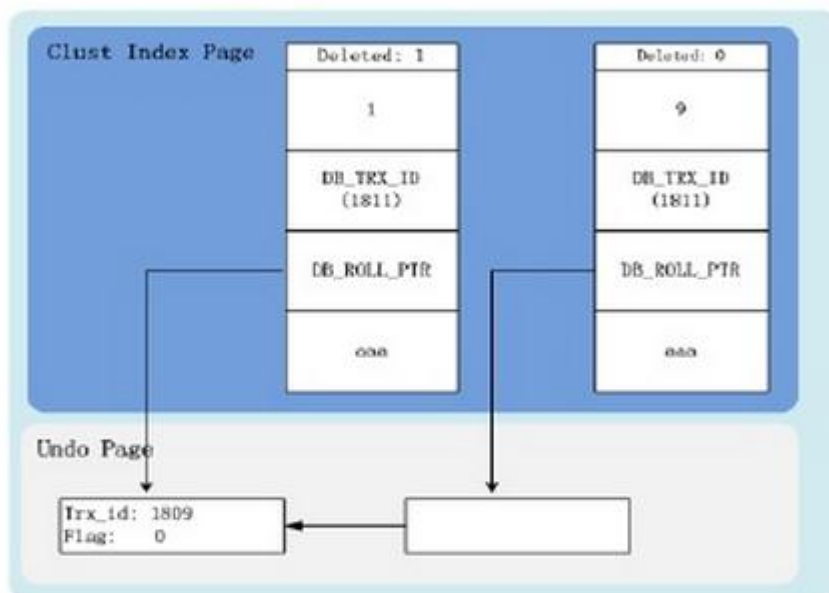 Clust Index Page
Deleted: 1
1
DB_TRX_ID
(1811)
DB_ROLL_PTR
aaa
Deleted: 0
9
DB_TRX_ID
(1811)
DB_ROLL_PTR
aaa
Undo Page
Trx_id: 1809
Flag: 0